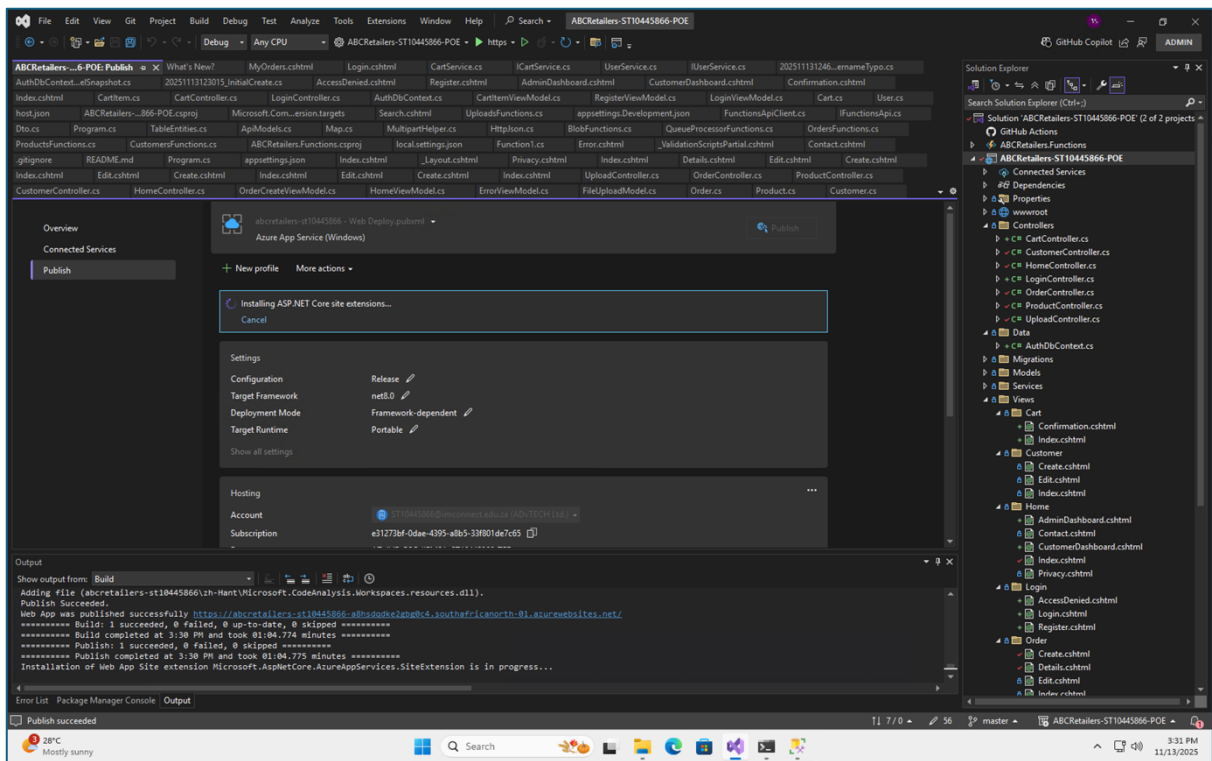 File Edit View Git Project Build Debug Test Analyze Tools Extensions Window Help Search ABCRetailers-ST10445866-POE
Debug Any CPU ABCRetailers-ST10445866-POE https GitHub Copilot ADMIN
ABCRetailers-...6-POE: Publish What's New? MyOrders.cshtml Login.cshtml CartService.cs ICartService.cs UserService.cs IUserService.cs 202511131246...ernameTypo.cs
AuthDbContext...elSnapshot.cs 20251113123015_InitialCreate.cs AccessDenied.cshtml Register.cshtml AdminDashboard.cshtml CustomerDashboard.cshtml Confirmation.cshtml
Index.cshtml CartItem.cs CartController.cs LoginController.cs AuthDbContext.cs CartItemViewModel.cs RegisterViewModel.cs LoginViewModel.cs Cart.cs User.cs
host.json ABCRetailers-...866-POE.csproj Microsoft.Com...ersion.targets Search.cshtml UploadsFunctions.cs appsettings.Development.json FunctionsApiClient.cs IFunctionsApi.cs
Dto.cs Program.cs TableEntities.cs ApiModels.cs Map.cs MultipartHelper.cs HttpJson.cs BlobFunctions.cs QueueProcessorFunctions.cs OrdersFunctions.cs
ProductsFunctions.cs CustomersFunctions.cs ABCRetailers.Functions.csproj local.settings.json Function1.cs Error.cshtml _ValidationScriptsPartial.cshtml Contact.cshtml
.gitignore README.md Program.cs appsettings.json Index.cshtml _Layout.cshtml Privacy.cshtml Index.cshtml Details.cshtml Edit.cshtml Create.cshtml
Index.cshtml Edit.cshtml Create.cshtml Index.cshtml Edit.cshtml Create.cshtml Index.cshtml UploadController.cs OrderController.cs ProductController.cs
CustomerController.cs HomeController.cs OrderCreateViewModel.cs HomeViewModel.cs ErrorViewModel.cs FileUploadModel.cs Order.cs Product.cs Customer.cs
Overview
Connected Services
Publish
abcretailers-st10445866 - Web Deploy.pubxml
Azure App Service (Windows)
Publish
New profile More actions
Installing ASP.NET Core site extensions...
Cancel
Settings
Configuration Release
Target Framework net8.0
Deployment Mode Framework-dependent
Target Runtime Portable
Show all settings
Hosting
Account ST10445866@vcconnect.edu.za (ADvTECH Ltd.)
Subscription e31273bf-0dae-4395-a8b5-33f801de7c65
Output
Show output from: Build
Adding file (abcretailers-st10445866\zh-Hant\Microsoft.CodeAnalysis.Workspaces.resources.dll).
Publish Succeeded.
Web App was published successfully https://abcretailers-st10445866-a8hsdqdke2gbg0c4.southafricanorth-01.azurewebsites.net/
========== Build: 1 succeeded, 0 failed, 0 up-to-date, 0 skipped ==========
========== Build completed at 3:30 PM and took 01:04.774 minutes ==========
========== Publish: 1 succeeded, 0 failed, 0 skipped ==========
========== Publish completed at 3:30 PM and took 01:04.775 minutes ==========
Installation of Web App Site extension Microsoft.AspNetCore.AzureAppServices.SiteExtension is in progress...
Error List Package Manager Console Output
Solution Explorer
Search Solution Explorer (Ctrl+;)
Solution 'ABCRetailers-ST10445866-POE' (2 of 2 projects
GitHub Actions
ABCRetailers.Functions
ABCRetailers-ST10445866-POE
Connected Services
Dependencies
Properties
wwwroot
Controllers
C# CartController.cs
C# CustomerController.cs
C# HomeController.cs
C# LoginController.cs
C# OrderController.cs
C# ProductController.cs
C# UploadController.cs
Data
C# AuthDbContext.cs
Migrations
Models
Services
Views
Cart
Confirmation.cshtml
Index.cshtml
Customer
Create.cshtml
Edit.cshtml
Index.cshtml
Home
AdminDashboard.cshtml
Contact.cshtml
CustomerDashboard.cshtml
Index.cshtml
Privacy.cshtml
Login
AccessDenied.cshtml
Login.cshtml
Register.cshtml
Order
Create.cshtml
Details.cshtml
Edit.cshtml
Index.cshtml
Publish succeeded 7 / 0 56 master ABCRetailers-ST10445866-POE
28°C
Mostly sunny
Search
3:31 PM
11/13/2025